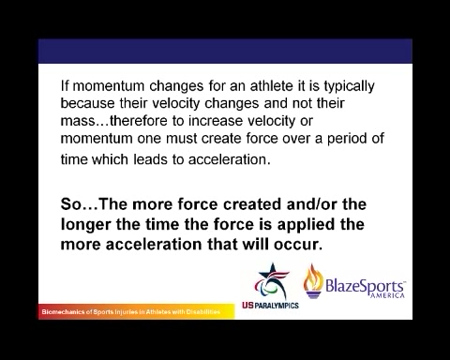 If momentum changes for an athlete it is typically
because their velocity changes and not their
mass…therefore to increase velocity or
momentum one must create force over a period of
time which leads to acceleration.
So…The more force created and/or the
longer the time the force is applied the
more acceleration that will occur.
US PARALYMPICS
BlazeSports
AMERICA
Biomechanics of Sports Injuries in Athletes with Disabilities